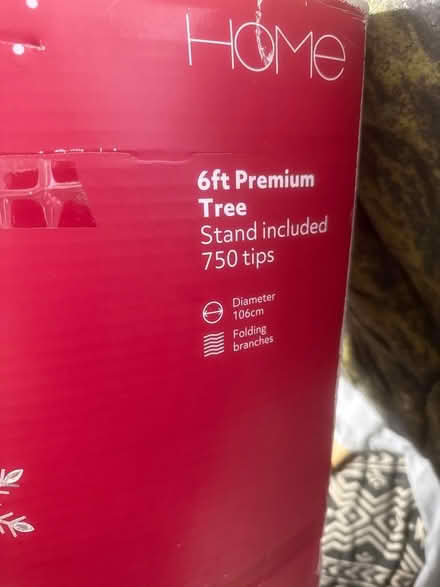 HOMe
6ft Premium
Tree
Stand included
750 tips
Diameter
106cm
Folding
branches